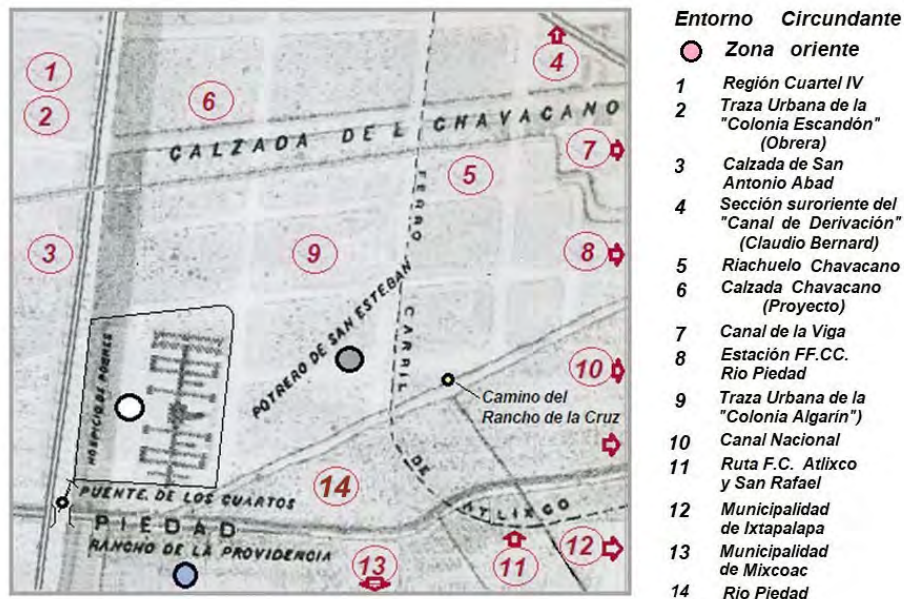 1
2
6
4
CALZADA DEL CHAVACANO
7
5
FERRO CARRIL DE ATLIXCO
3
9
8
POTRERO DE SAN ESTEBAN
HOSPICIO DE POBRES
10
Camino del
Rancho de la Cruz
14
PUENTE. DE LOS CUARTOS
PIEDAD
RANCHO DE LA PROVIDENCIA
13
11
12
Entorno Circundante
Zona oriente
1 Región Cuartel IV
2 Traza Urbana de la
"Colonia Escandón"
(Obrera)
3 Calzada de San
Antonio Abad
4 Sección suroriente del
"Canal de Derivación"
(Claudio Bernard)
5 Riachuelo Chavacano
6 Calzada Chavacano
(Proyecto)
7 Canal de la Viga
8 Estación FF.CC.
Rio Piedad
9 Traza Urbana de la
"Colonia Algarín")
10 Canal Nacional
11 Ruta F.C. Atlixco
y San Rafael
12 Municipalidad
de Ixtapalapa
13 Municipalidad
de Mixcoac
14 Rio Piedad